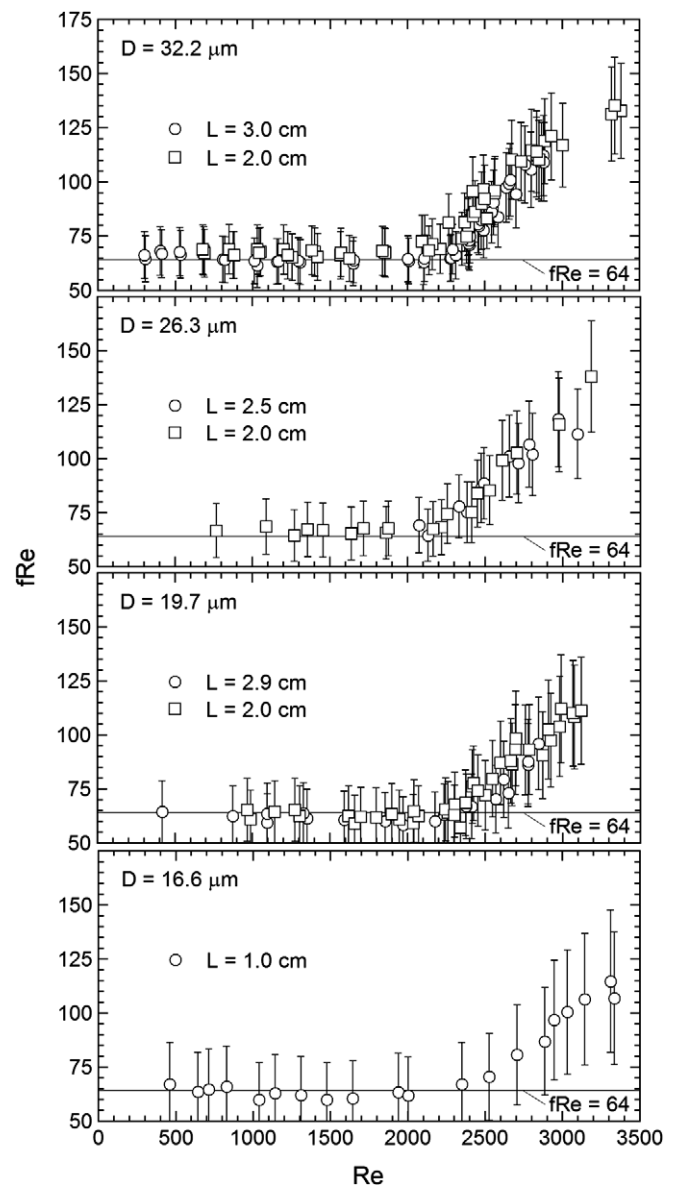 175
D = 32.2 μm
150
125
L = 3.0 cm
L = 2.0 cm
100
75
50
fRe = 64
D = 26.3 μm
150
125
L = 2.5 cm
L = 2.0 cm
100
75
50
fRe = 64
fRe
D = 19.7 μm
150
125
L = 2.9 cm
L = 2.0 cm
100
75
50
fRe = 64
D = 16.6 μm
150
125
L = 1.0 cm
100
75
50
fRe = 64
0 500 1000 1500 2000 2500 3000 3500
Re